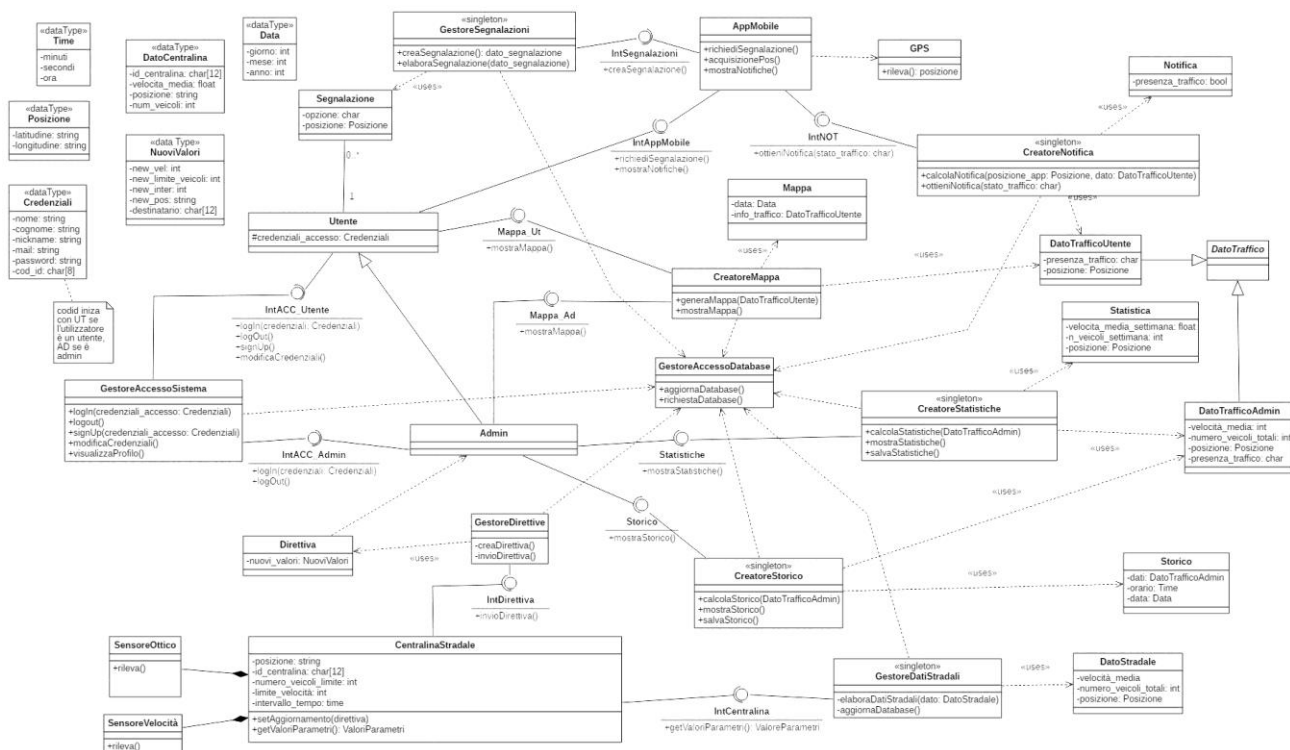 «dataType»
Time
-minuti
-secondi
-ora
«dataType»
DatoCentralina
-id_centralina: char[12]
-velocita_media: float
-posizione: string
-num_veicoli: int
«dataType»
Data
-giorno: int
-mese: int
-anno: int
«singleton»
GestoreSegnalazioni
+creaSegnalazione(): dato_segnalazione
+elaboraSegnalazione(dato_segnalazione)
IntSegnalazioni
+creaSegnalazione()
AppMobile
+richiediSegnalazione()
+acquisizionePos()
+mostraNotifiche()
GPS
+rileva(): posizione
Notifica
-presenza_traffico: bool
«dataType»
Posizione
-latitudine: string
-longitudine: string
«data Type»
NuoviValori
-new_vel: int
-new_limite_veicoli: int
-new_inter: int
-new_pos: string
-destinatario: char[12]
«uses»
Segnalazione
-opzione: char
-posizione: Posizione
0..*
1
IntAppMobile
+richiediSegnalazione()
+mostraNotifiche()
IntNOT
+ottieniNotifica(stato_traffico: char)
«uses»
«singleton»
CreatoreNotifica
+calcolaNotifica(posizione_app: Posizione, dato: DatoTrafficoUtente)
+ottieniNotifica(stato_traffico: char)
«uses»
«dataType»
Credenziali
-nome: string
-cognome: string
-nickname: string
-mail: string
-password: string
-cod_id: char[8]
codid iniza
con UT se
l'utilizzatore
è un utente,
AD se è
admin
Utente
#credenziali_accesso: Credenziali
Mappa_Ut
+mostraMappa()
Mappa
-data: Data
-info_traffico: DatoTrafficoUtente
«uses»
«uses»
DatoTrafficoUtente
-presenza_traffico: char
-posizione: Posizione
DatoTraffico
CreatoreMappa
+generaMappa(DatoTrafficoUtente)
+mostraMappa()
IntACC_Utente
+logIn(credenziali: Credenziali)
+logOut()
+signUp()
+modificaCredenziali()
Mappa_Ad
+mostraMappa()
Statistica
-velocita_media_settimana: float
-n_veicoli_settimana: int
-posizione: Posizione
GestoreAccessoDatabase
+aggiornaDatabase()
+richiestaDatabase()
«uses»
GestoreAccessoSistema
+logIn(credenziali_accesso: Credenziali)
+logout()
+signUp(credenziali_accesso: Credenziali)
+modificaCredenziali()
+visualizzaProfilo()
IntACC_Admin
+logIn(credenziali: Credenziali)
+logOut()
Admin
Statistiche
+mostraStatistiche()
«singleton»
CreatoreStatistiche
+calcolaStatistiche(DatoTrafficoAdmin)
+mostraStatistiche()
+salvaStatistiche()
«uses»
DatoTrafficoAdmin
-velocità_media: int
-numero_veicoli_totali: int
-posizione: Posizione
-presenza_traffico: char
«uses»
Storico
+mostraStorico()
Direttiva
-nuovi_valori: NuoviValori
«uses»
GestoreDirettive
-creaDirettiva()
-invioDirettiva()
IntDirettiva
+invioDirettiva()
«singleton»
CreatoreStorico
+calcolaStorico(DatoTrafficoAdmin)
+mostraStorico()
+salvaStorico()
«uses»
Storico
-dati: DatoTrafficoAdmin
-orario: Time
-data: Data
SensoreOttico
+rileva()
SensoreVelocità
+rileva()
CentralinaStradale
-posizione: string
-id_centralina: char[12]
-numero_veicoli_limite: int
-limite_velocità: int
-intervallo_tempo: time
+setAggiornamento(direttiva)
+getValoriParametri(): ValoriParametri
IntCentralina
+getValoriParametri(): ValoreParametri
«singleton»
GestoreDatiStradali
-elaboraDatiStradali(dato: DatoStradale)
-aggiornaDatabase()
«uses»
DatoStradale
-velocità_media
-numero_veicoli_totali: int
-posizione: Posizione